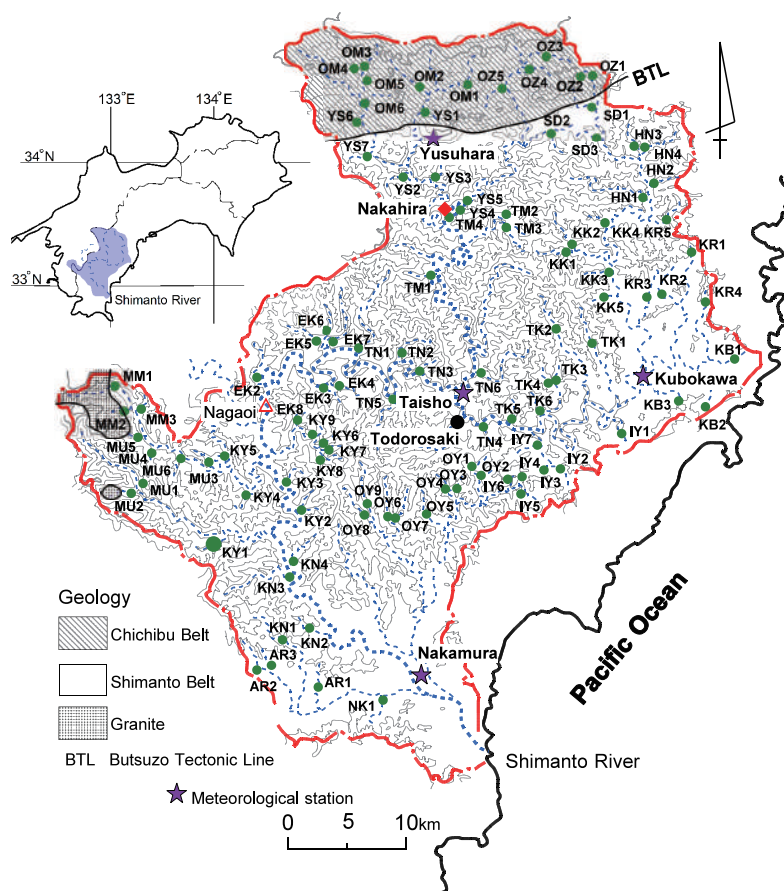 133°E
134°E
34°N
33°N
Shimanto River
OM3
OM4
OM5
OM2
OM6
YS6
YS1
OM1
OZ5
OZ3
OZ4
OZ2
OZ1
BTL
SD1
SD2
SD3
YS7
Yusuhara
HN3
HN4
HN2
HN1
YS2
YS3
YS5
YS4
Nakahira
TM4
TM2
TM3
KK2
KK4
KR5
KK1
KR1
KK3
KR3
KR2
KR4
KK5
TM1
EK6
EK5
EK7
TN1
TN2
TN3
TK2
TK1
KB1
MM1
EK2
EK3
EK4
TN5
TN6
TK3
TK4
Kubokawa
Taisho
Nagaoi
EK8
MM3
MM2
KY9
KY6
Todorosaki
TK5
TK6
TN4
KB3
KB2
IY1
MU5
MU4
MU6
MU3
KY5
KY7
KY8
IY7
OY1
OY2
OY3
IY4
IY2
MU1
MU2
KY4
KY3
OY4
IY6
IY3
OY9
OY6
OY5
IY5
KY2
OY8
OY7
KY1
KN4
KN3
Geology
Chichibu Belt
Shimanto Belt
Granite
BTL Butsuzo Tectonic Line
Meteorological station
KN1
KN2
AR3
AR2
AR1
Nakamura
NK1
Pacific Ocean
Shimanto River
0 5 10km